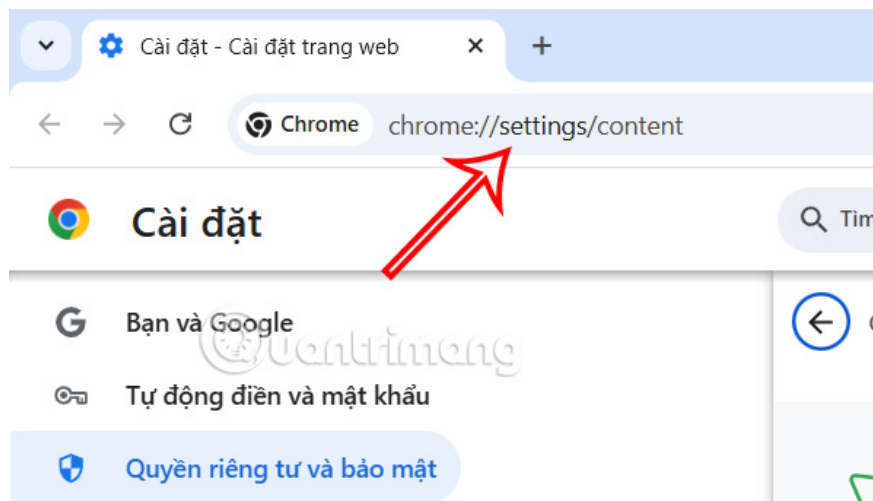 Cài đặt - Cài đặt trang web
Chrome chrome://settings/content
Cài đặt
Bạn và Google
Quantrimang
Tự động điền và mật khẩu
Quyền riêng tư và bảo mật